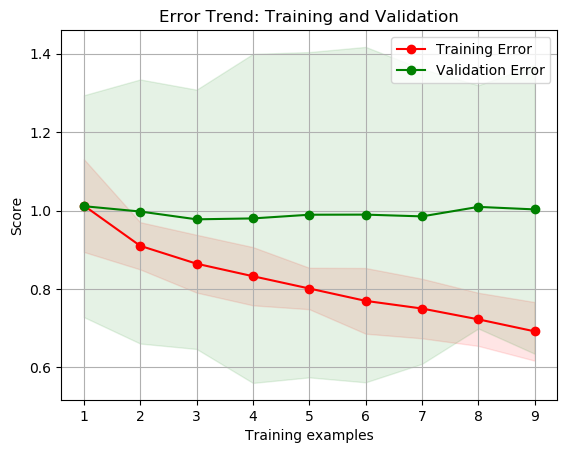 Error Trend: Training and Validation
Training Error
Validation Error
1.4
1.2
1.0
0.8
0.6
Score
1 2 3 4 5 6 7 8 9
Training examples